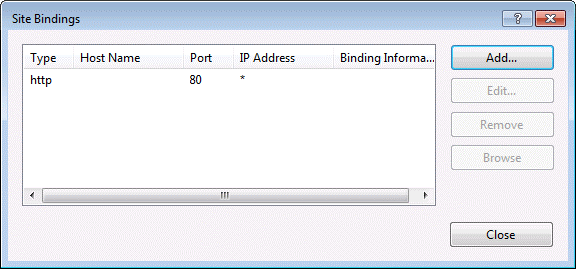 Site Bindings
Type Host Name Port IP Address Binding Informa...
http 80 *
Add...
Edit...
Remove
Browse
Close